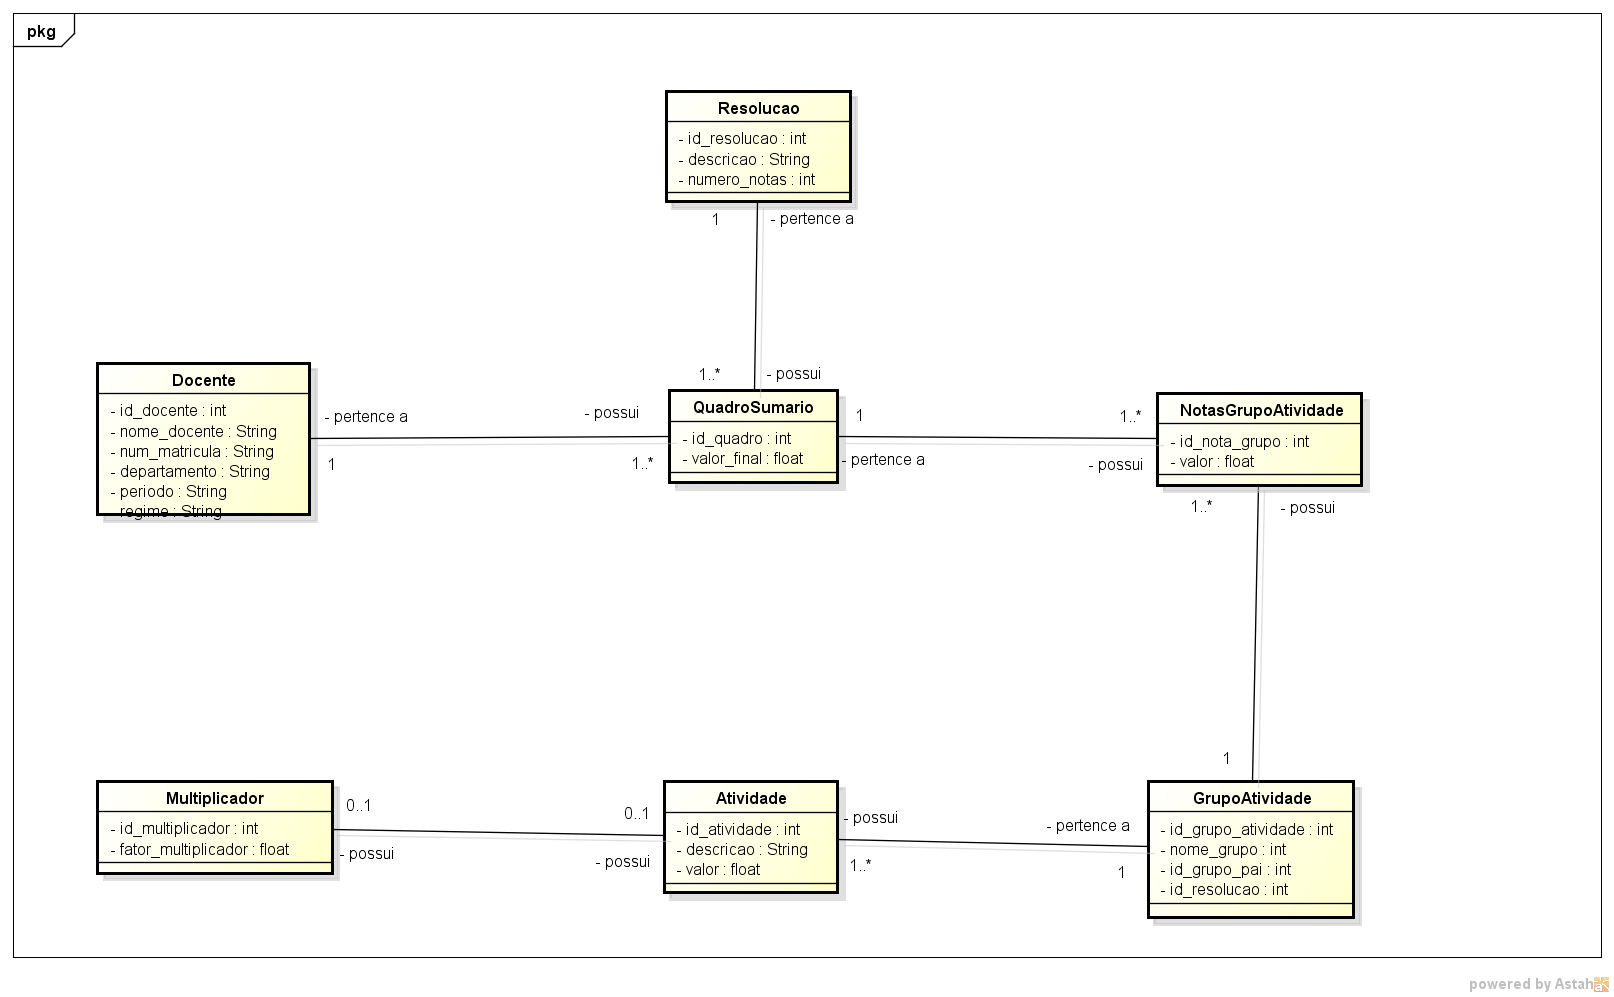 pkg
Resolucao
- id_resolucao : int
- descricao : String
- numero_notas : int
1
- pertence a
1..*
- possui
Docente
- id_docente : int
- nome_docente : String
- num_matricula : String
- departamento : String
- periodo : String
- regime : String
- pertence a
1
- possui
1..*
QuadroSumario
- id_quadro : int
- valor_final : float
1
- pertence a
1..*
- possui
NotasGrupoAtividade
- id_nota_grupo : int
- valor : float
1..*
- possui
1
Multiplicador
- id_multiplicador : int
- fator_multiplicador : float
0..1
- possui
0..1
- possui
Atividade
- id_atividade : int
- descricao : String
- valor : float
- possui
1..*
- pertence a
1
GrupoAtividade
- id_grupo_atividade : int
- nome_grupo : int
- id_grupo_pai : int
- id_resolucao : int
powered by Astah